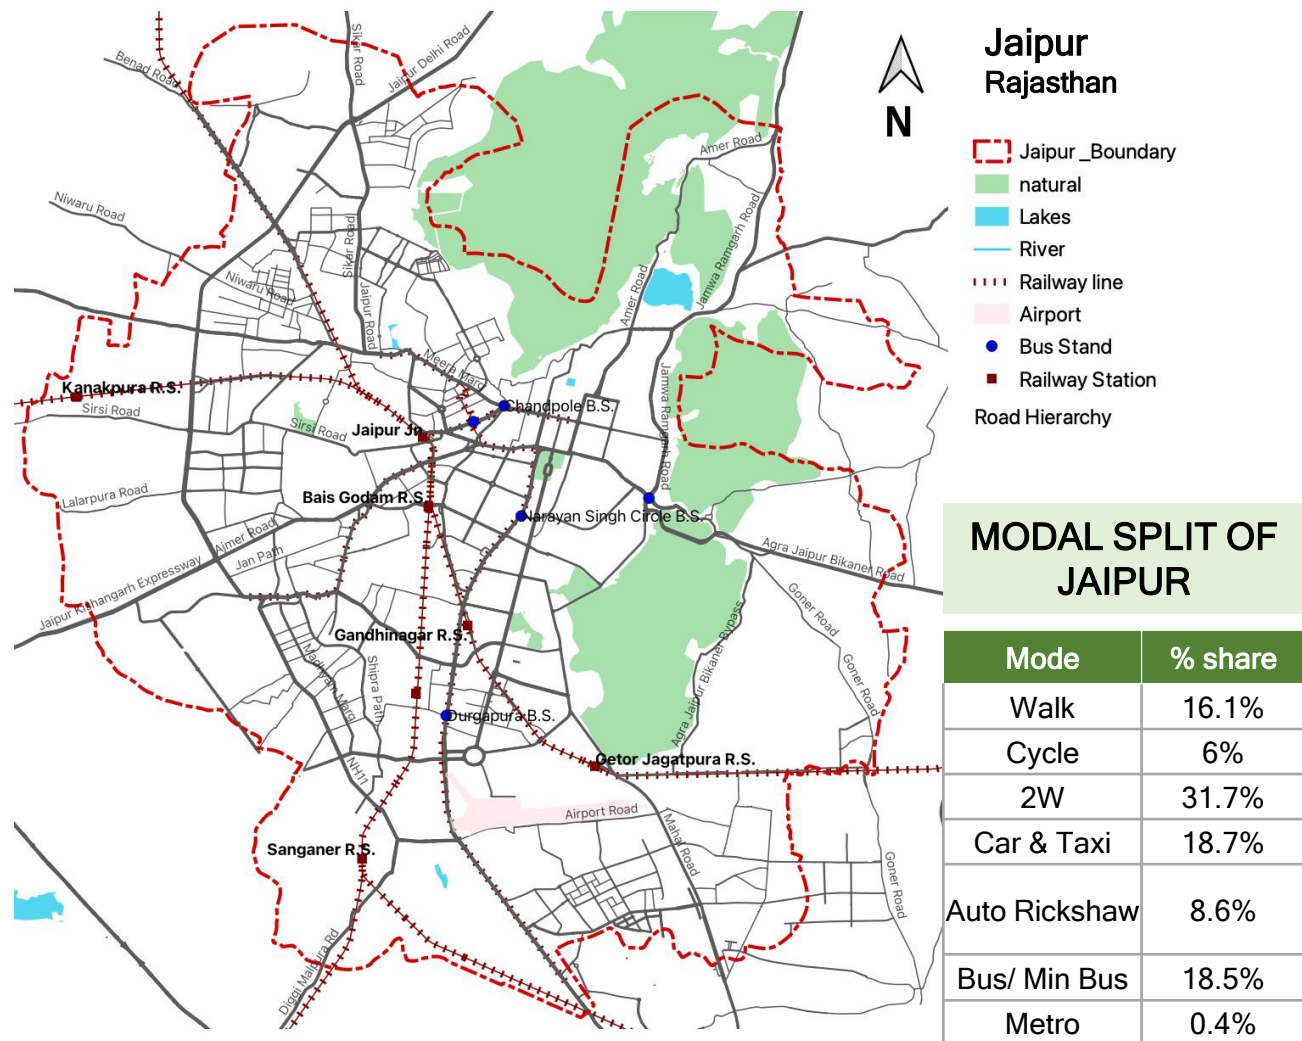 Jaipur
Rajasthan
N
Jaipur _Boundary
natural
Lakes
River
Railway line
Airport
Bus Stand
Railway Station
Road Hierarchy
Benad Road
Sikar Road
Jaipur Delhi Road
Amer Road
Niwaru Road
Sikar Road
Jamwa Ramgarh Road
Niwaru Road
Jaipur Road
Amer Road
Meera Marg
Kanakpura R.S.
Sirsi Road
Chandpole B.S.
Sirsi Road
Jaipur Jn
Jamwa Ramgarh Road
Lalarpura Road
Bais Godam R.S.
Narayan Singh Circle B.S.
Ajmer Road
Jan Path
Agra Jaipur Bikaner Road
Jaipur Kishangarh Expressway
Goner Road
Gandhinagar R.S.
Madhyam Marg
Shipra Path
Agra Jaipur Bikaner Bypass
Goner Road
Durgapura B.S.
NH11
Getor Jagatpura R.S.
Airport Road
Mahal Road
Sanganer R.S.
Goner Road
Diggi Malpura Rd
MODAL SPLIT OF
JAIPUR
Mode % share
Walk 16.1%
Cycle 6%
2W 31.7%
Car & Taxi 18.7%
Auto Rickshaw 8.6%
Bus/ Min Bus 18.5%
Metro 0.4%